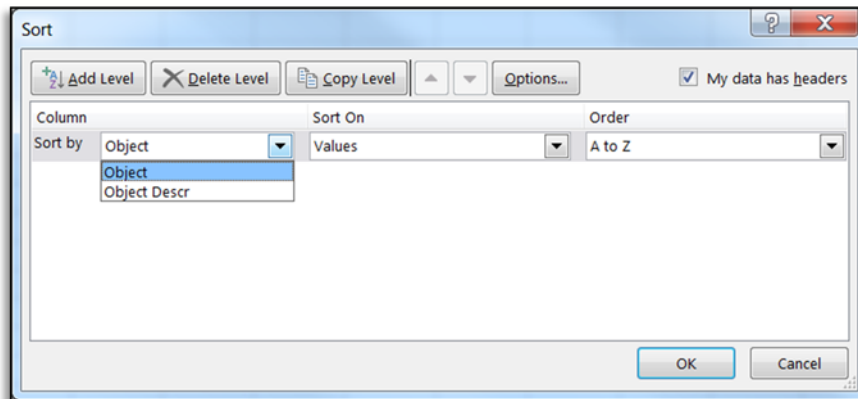 Sort
Add Level Delete Level Copy Level Options... My data has headers
Column Sort On Order
Sort by Object Values A to Z
Object
Object Descr
OK Cancel